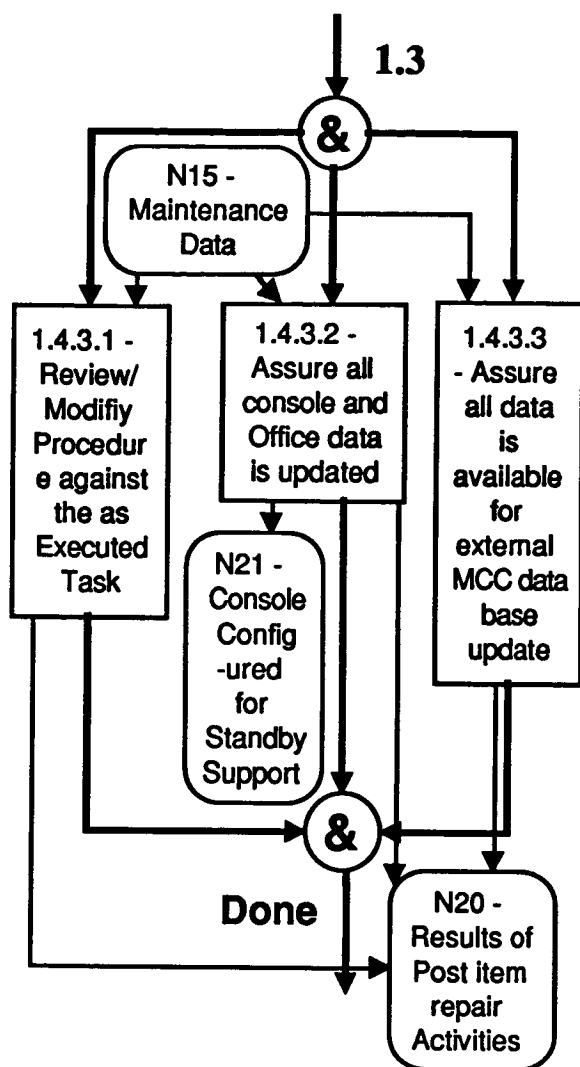 1.3
&
N15 -
Maintenance
Data
1.4.3.1 -
Review/
Modifiy
Procedur
e against
the as
Executed
Task
1.4.3.2 -
Assure all
console and
Office data
is updated
1.4.3.3
- Assure
all data
is
available
for
external
MCC data
base
update
N21 -
Console
Config
-ured
for
Standby
Support
&
Done
N20 -
Results of
Post item
repair
Activities